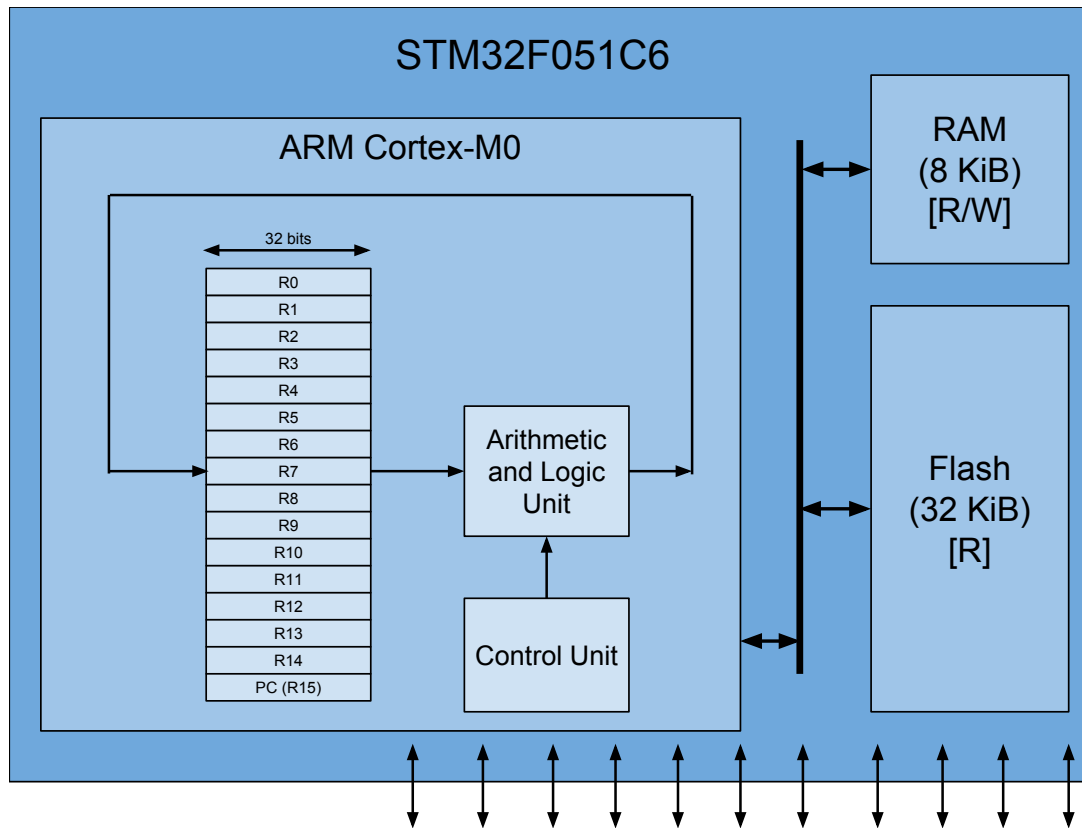 STM32F051C6
ARM Cortex-M0
32 bits
R0
R1
R2
R3
R4
R5
R6
R7
R8
R9
R10
R11
R12
R13
R14
PC (R15)
Arithmetic
and Logic
Unit
Control Unit
RAM
(8 KiB)
[R/W]
Flash
(32 KiB)
[R]